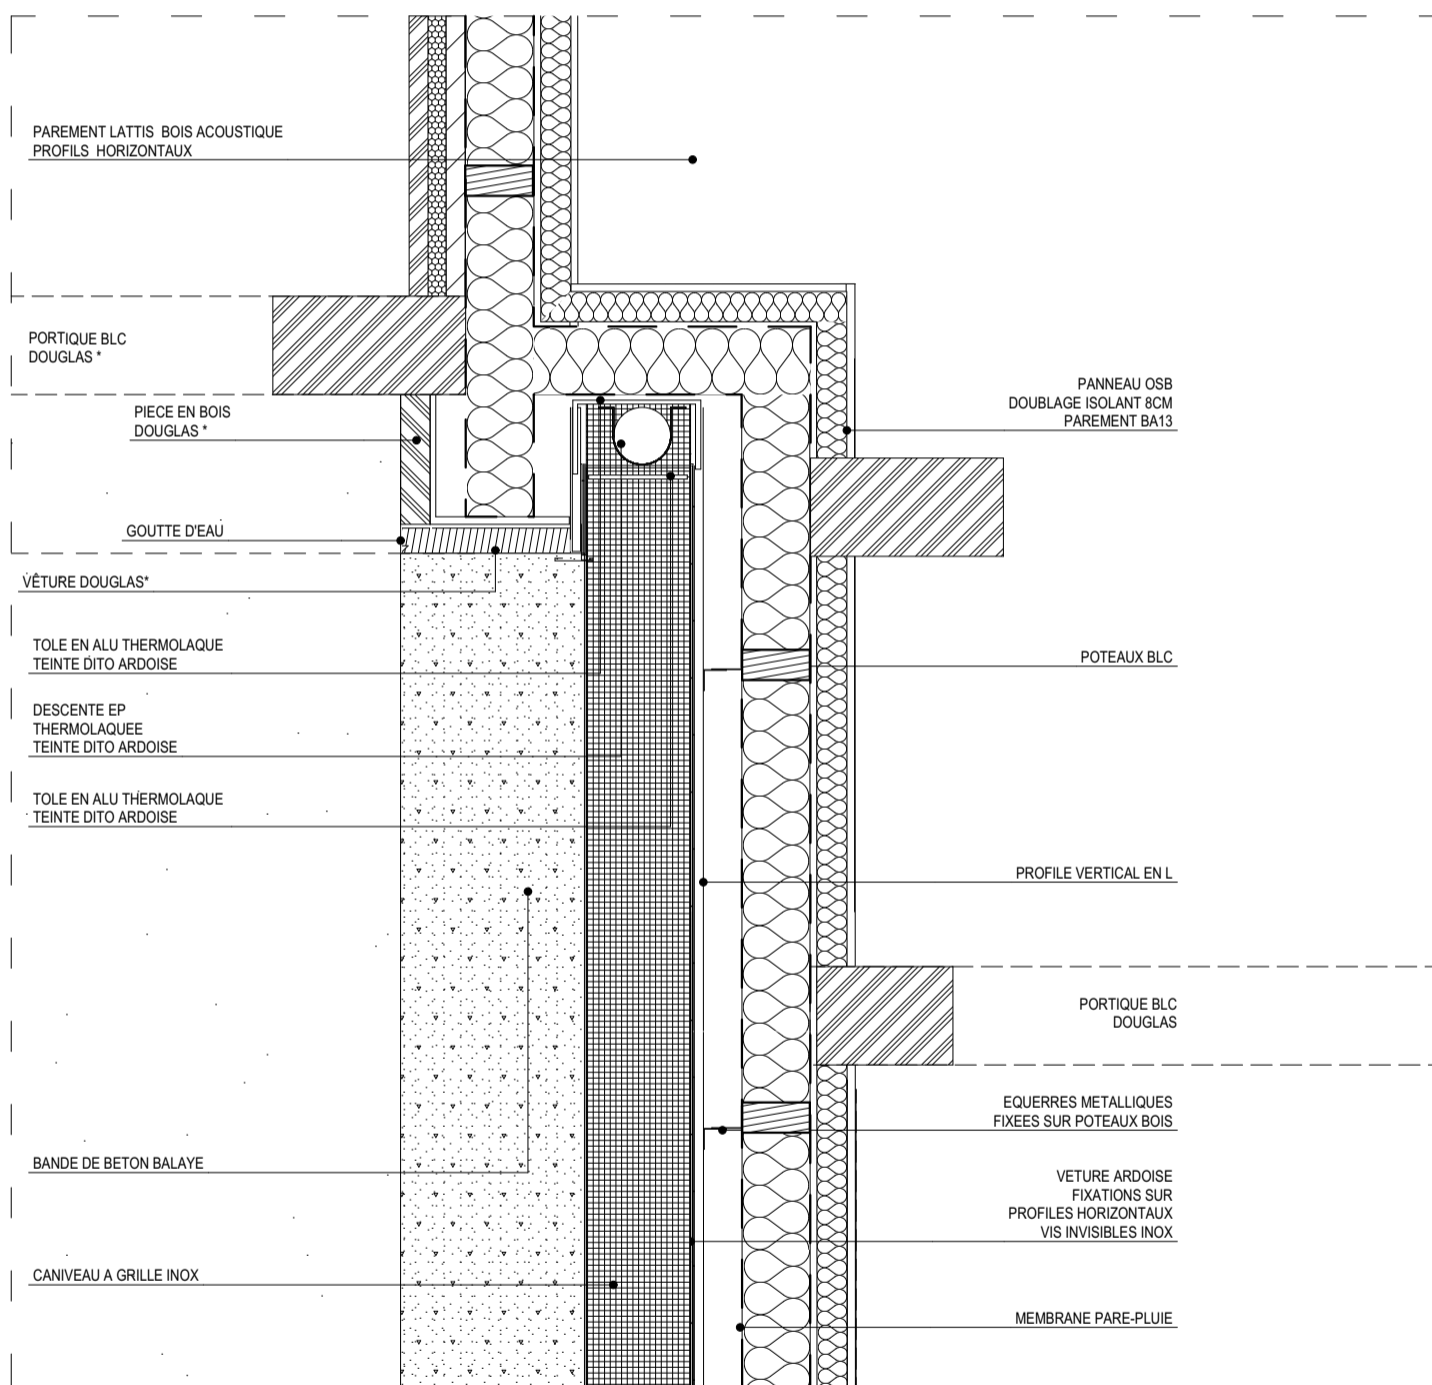 PAREMENT LATTIS BOIS ACOUSTIQUE
PROFILS HORIZONTAUX
PORTIQUE BLC
DOUGLAS *
PIECE EN BOIS
DOUGLAS *
GOUTTE D'EAU
VÊTURE DOUGLAS*
TOLE EN ALU THERMOLAQUE
TEINTE DITO ARDOISE
DESCENTE EP
THERMOLAQUEE
TEINTE DITO ARDOISE
TOLE EN ALU THERMOLAQUE
TEINTE DITO ARDOISE
BANDE DE BETON BALAYE
CANIVEAU A GRILLE INOX
PANNEAU OSB
DOUBLAGE ISOLANT 8CM
PAREMENT BA13
POTEAUX BLC
PROFILE VERTICAL EN L
PORTIQUE BLC
DOUGLAS
EQUERRES METALLIQUES
FIXEES SUR POTEAUX BOIS
VETURE ARDOISE
FIXATIONS SUR
PROFILES HORIZONTAUX
VIS INVISIBLES INOX
MEMBRANE PARE-PLUIE